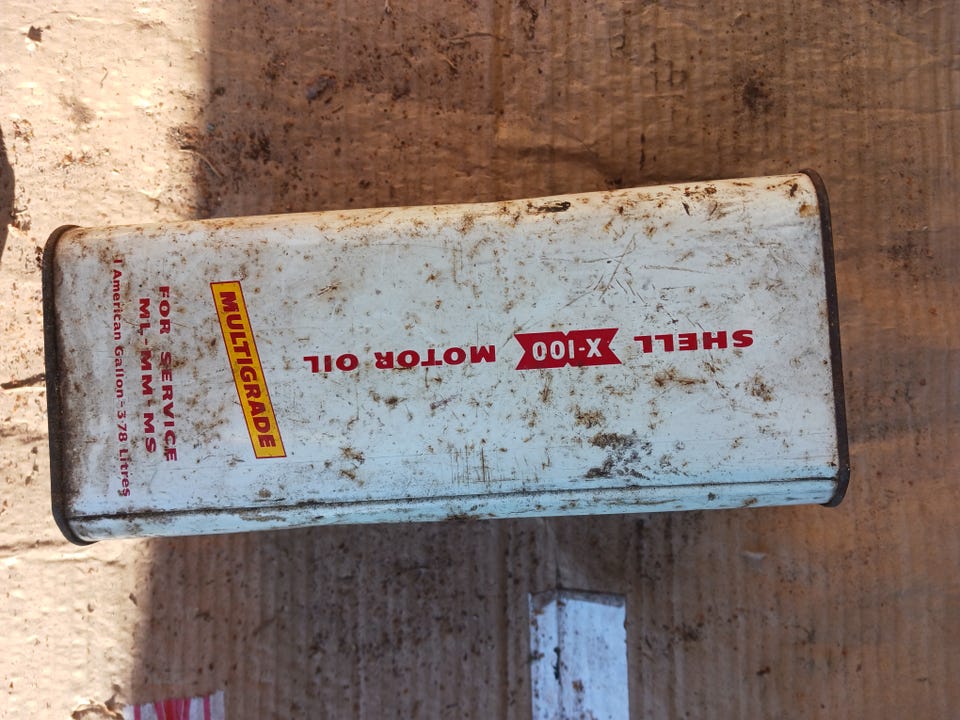 SHELL
X-100
MOTOR OIL
MULTIGRADE
FOR SERVICE
ML-MM MS
1 American Gallon-3·78 Litres